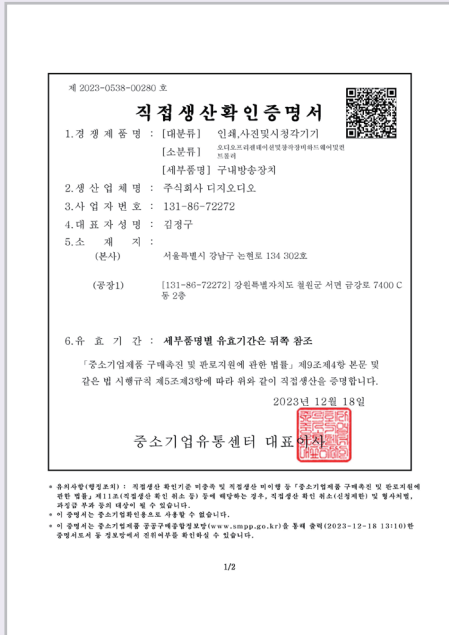 제 2023-0538-00280 호
직접생산확인증명서
1.경쟁제품명 : [대분류] 인쇄,사진및시청각기기
[소분류] 오디오프리젠테이션및창작장비하드웨어및컨
트롤러
[세부품명] 구내방송장치
2.생산업체명 : 주식회사 디지오디오
3.사업자번호 : 131-86-72272
4.대표자성명 : 김정구
5.소 재 지 :
(본사) 서울특별시 강남구 논현로 134 302호
(공장1) [131-86-72272] 강원특별자치도 철원군 서면 금강로 7400 C
동 2층
6.유 효 기 간 : 세부품명별 유효기간은 뒤쪽 참조
「중소기업제품 구매촉진 및 판로지원에 관한 법률」 제9조제4항 본문 및
같은 법 시행규칙 제5조제3항에 따라 위와 같이 직접생산을 증명합니다.
2023년 12월 18일
중소기업유통센터 대표이사
* 유의사항(행정조치) : 직접생산 확인기준 미충족 및 직접생산 미이행 등 「중소기업제품 구매촉진 및 판로지원에
관한 법률」 제11조(직접생산 확인 취소 등) 등에 해당하는 경우, 직접생산 확인 취소(신청제한) 및 형사처벌,
과징금 부과 등의 대상이 될 수 있습니다.
* 이 증명서는 중소기업확인용으로 사용할 수 없습니다.
* 이 증명서는 중소기업제품 공공구매종합정보망(www.smpp.go.kr)을 통해 출력(2023-12-18 13:10)한
증명서로서 동 정보망에서 진위여부를 확인하실 수 있습니다.
1/2